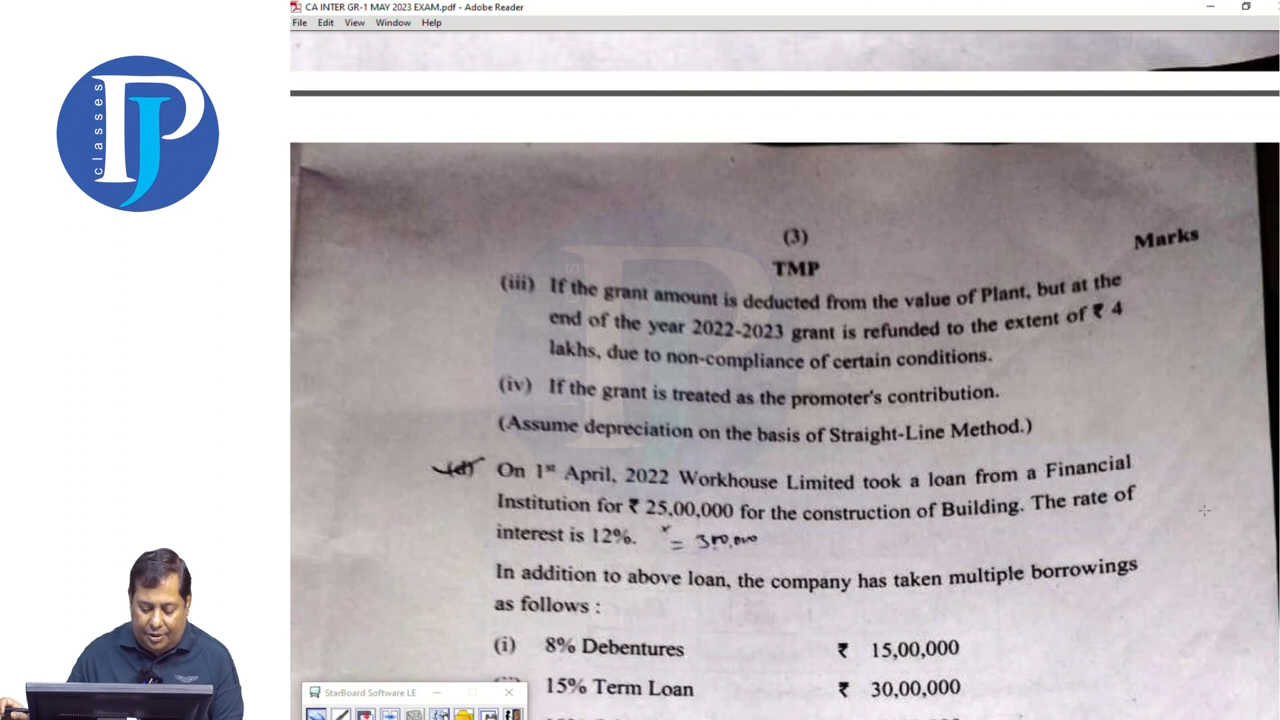 CA INTER GR-1 MAY 2023 EXAM.pdf - Adobe Reader
File Edit View Window Help
classes
PJ
(3)
Marks
TMP
(iii) If the grant amount is deducted from the value of Plant, but at the
end of the year 2022-2023 grant is refunded to the extent of ₹ 4
lakhs, due to non-compliance of certain conditions.
(iv) If the grant is treated as the promoter's contribution.
(Assume depreciation on the basis of Straight-Line Method.)
(d) On 1st April, 2022 Workhouse Limited took a loan from a Financial
Institution for ₹ 25,00,000 for the construction of Building. The rate of
interest is 12%. = 300,000
In addition to above loan, the company has taken multiple borrowings
as follows :
(i) 8% Debentures ₹ 15,00,000
15% Term Loan ₹ 30,00,000
StarBoard Software LE